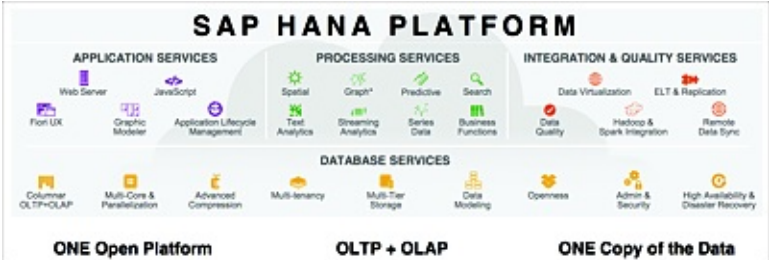 SAP HANA PLATFORM
APPLICATION SERVICES
Web Server
JavaScript
Fiori UX
Graphic
Modeler
Application Lifecycle
Management
PROCESSING SERVICES
Spatial
Graph*
Predictive
Search
Text
Analytics
Streaming
Analytics
Series
Data
Business
Functions
INTEGRATION & QUALITY SERVICES
Data Virtualization
ELT & Replication
Data
Quality
Hadoop &
Spark Integration
Remote
Data Sync
DATABASE SERVICES
Columnar
OLTP+OLAP
Multi-Core &
Parallelization
Advanced
Compression
Multi-tenancy
Multi-Tier
Storage
Data
Modeling
Openness
Admin &
Security
High Availability &
Disaster Recovery
ONE Open Platform
OLTP + OLAP
ONE Copy of the Data